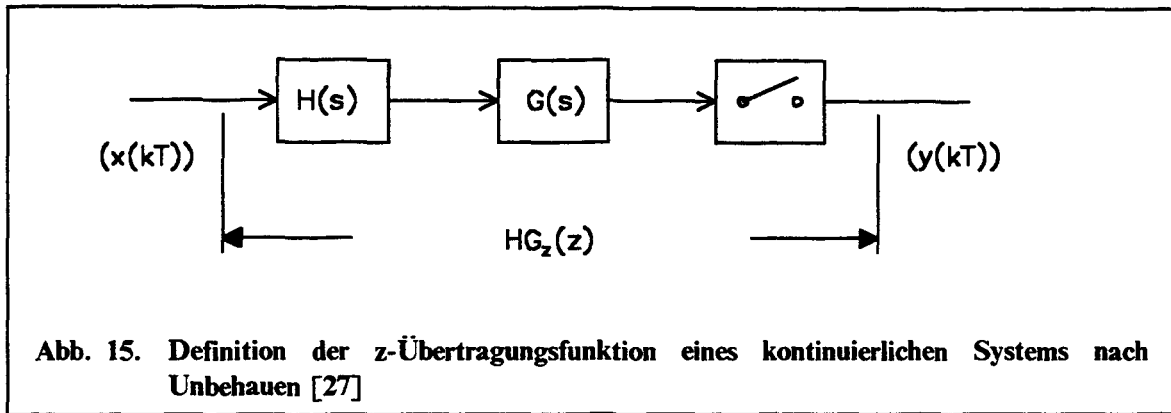 H(s) G(s)
(x(kT)) (y(kT))
HG_z(z)
Abb. 15. Definition der z-Übertragungsfunktion eines kontinuierlichen Systems nach
Unbehauen [27]